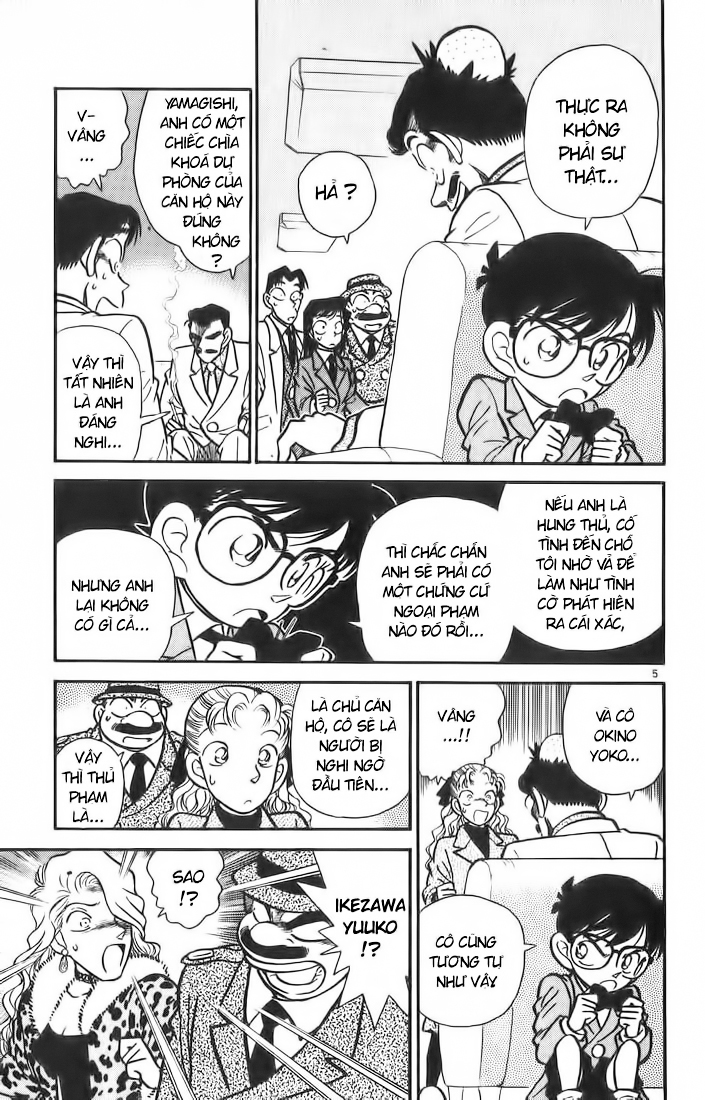 THỰC RA
KHÔNG
PHẢI SỰ
THẬT...
HẢ ?
YAMAGISHI,
ANH CÓ MỘT
CHIẾC CHÌA
KHOÁ DỰ
PHÒNG CỦA
CĂN HỘ NÀY
ĐÚNG
KHÔNG
?
V-
VÂNG
...
VẬY THÌ
TẤT NHIÊN
LÀ ANH
ĐÁNG
NGHI...
NẾU ANH LÀ
HUNG THỦ, CỐ
TÌNH ĐẾN CHỖ
TÔI NHỜ VẢ ĐỂ
LÀM NHƯ TÌNH
CỜ PHÁT HIỆN
RA CÁI XÁC,
THÌ CHẮC CHẮN
ANH SẼ PHẢI CÓ
MỘT CHỨNG CỨ
NGOẠI PHẠM
NÀO ĐÓ RỒI...
NHƯNG ANH
LẠI KHÔNG
CÓ GÌ CẢ...
5
VÀ CÔ
OKINO
YOKO
VÂNG
...!!
CÔ CŨNG
TƯƠNG TỰ
NHƯ VẬY
LÀ CHỦ CĂN
HỘ, CÔ SẼ LÀ
NGƯỜI BỊ
NGHI NGỜ
ĐẦU TIÊN...
VẬY
THÌ THỦ
PHẠM
LÀ...
IKEZAWA
YUUKO
!?
SAO
!?